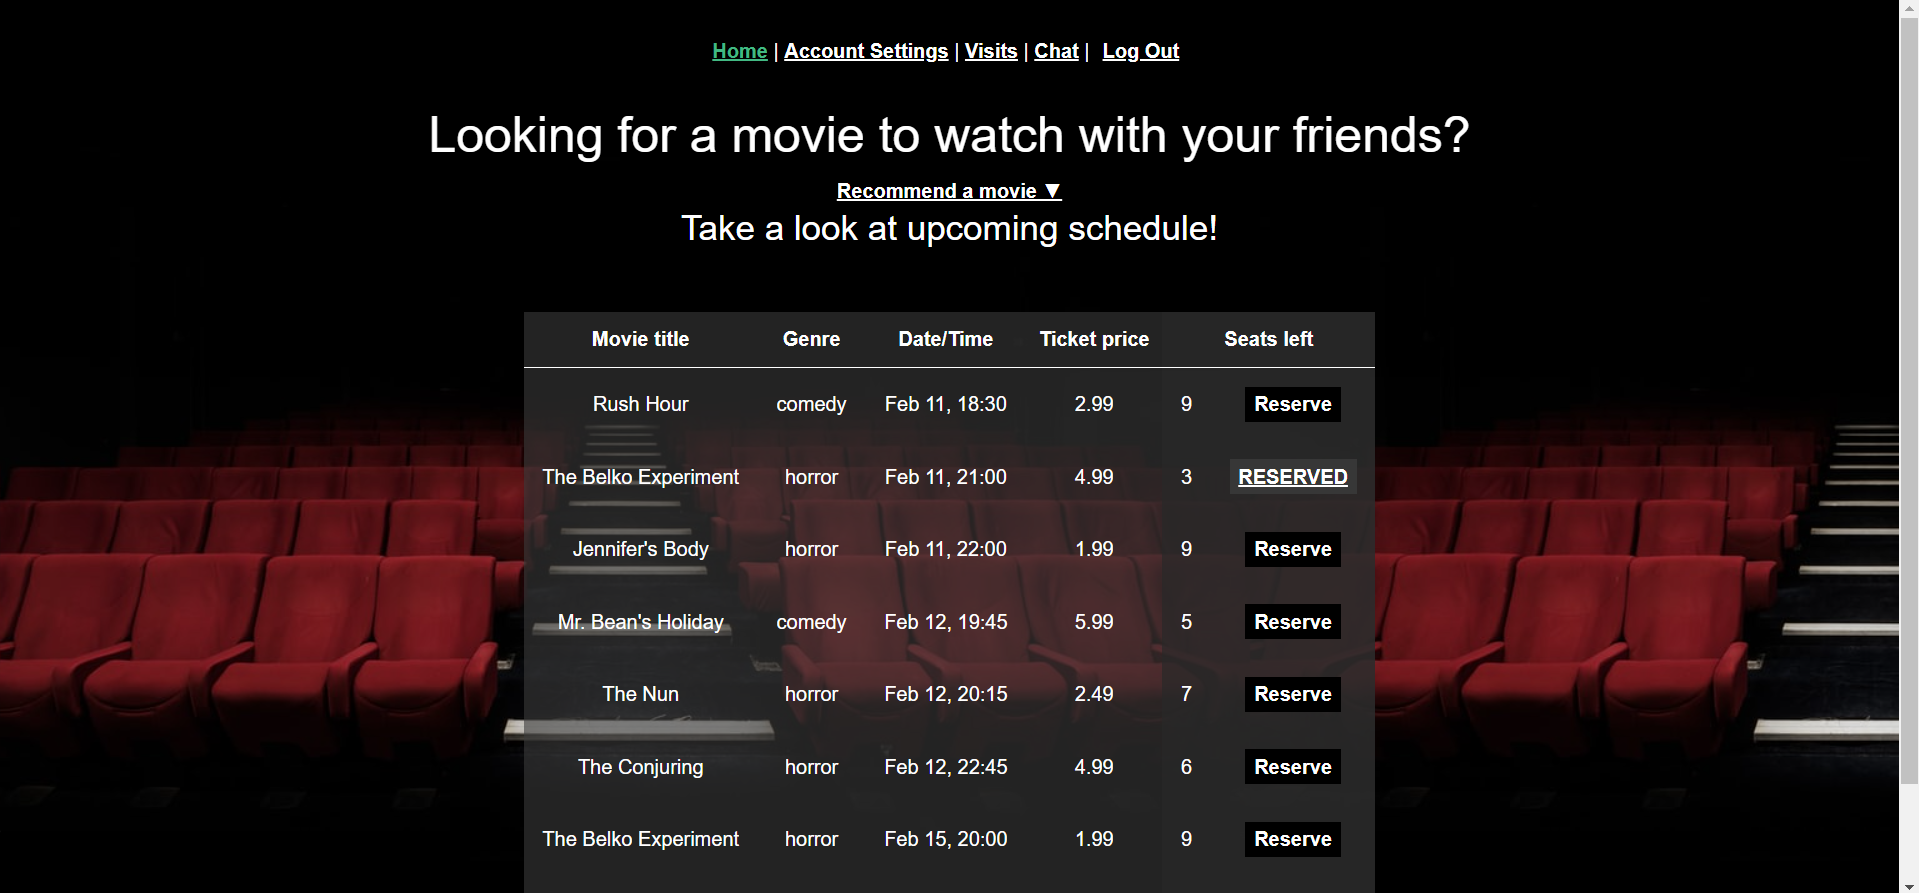 Home | Account Settings | Visits | Chat | Log Out
Looking for a movie to watch with your friends?
Recommend a movie ▼
Take a look at upcoming schedule!
Movie title Genre Date/Time Ticket price Seats left
Rush Hour comedy Feb 11, 18:30 2.99 9 Reserve
The Belko Experiment horror Feb 11, 21:00 4.99 3 RESERVED
Jennifer's Body horror Feb 11, 22:00 1.99 9 Reserve
Mr. Bean's Holiday comedy Feb 12, 19:45 5.99 5 Reserve
The Nun horror Feb 12, 20:15 2.49 7 Reserve
The Conjuring horror Feb 12, 22:45 4.99 6 Reserve
The Belko Experiment horror Feb 15, 20:00 1.99 9 Reserve